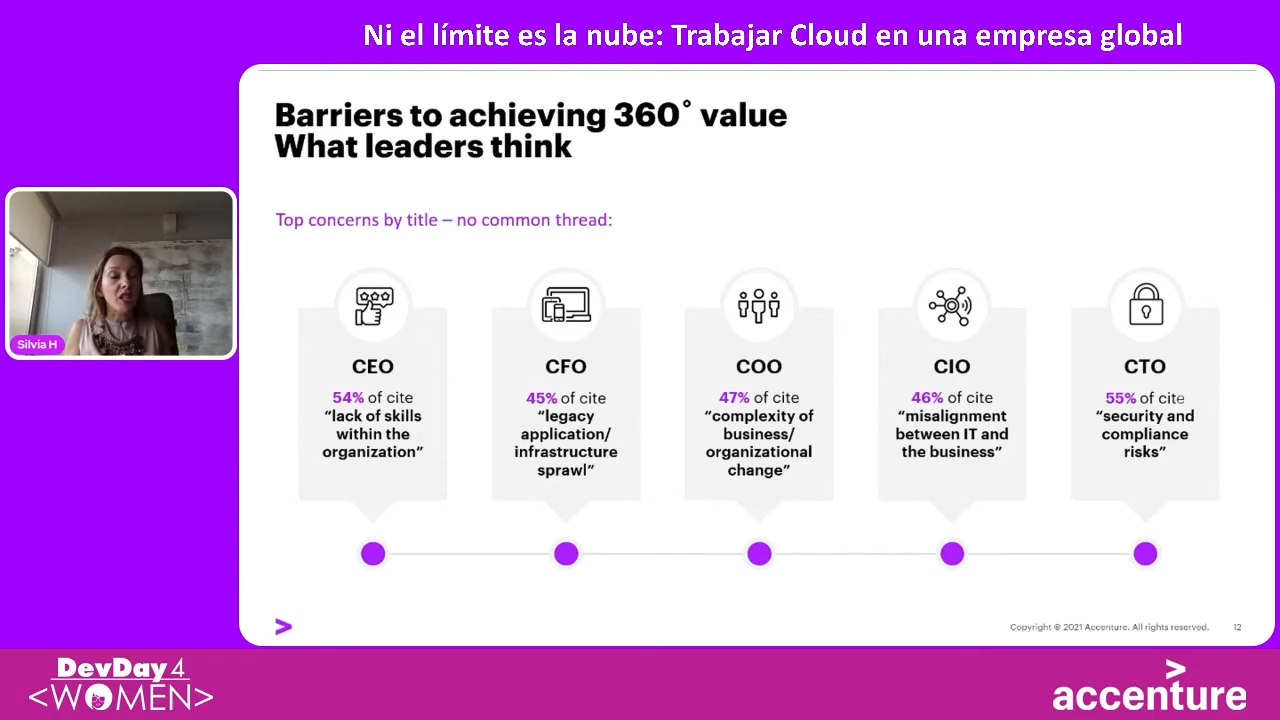 Ni el límite es la nube: Trabajar Cloud en una empresa global
Barriers to achieving 360° value
What leaders think
Top concerns by title – no common thread:
CEO
54% of cite
“lack of skills
within the
organization”
CFO
45% of cite
“legacy
application/
infrastructure
sprawl”
COO
47% of cite
“complexity of
business/
organizational
change”
CIO
46% of cite
“misalignment
between IT and
the business”
CTO
55% of cite
“security and
compliance
risks”
Silvia H
>
Copyright © 2021 Accenture. All rights reserved. 12
DevDay4
<WOMEN>
>
accenture